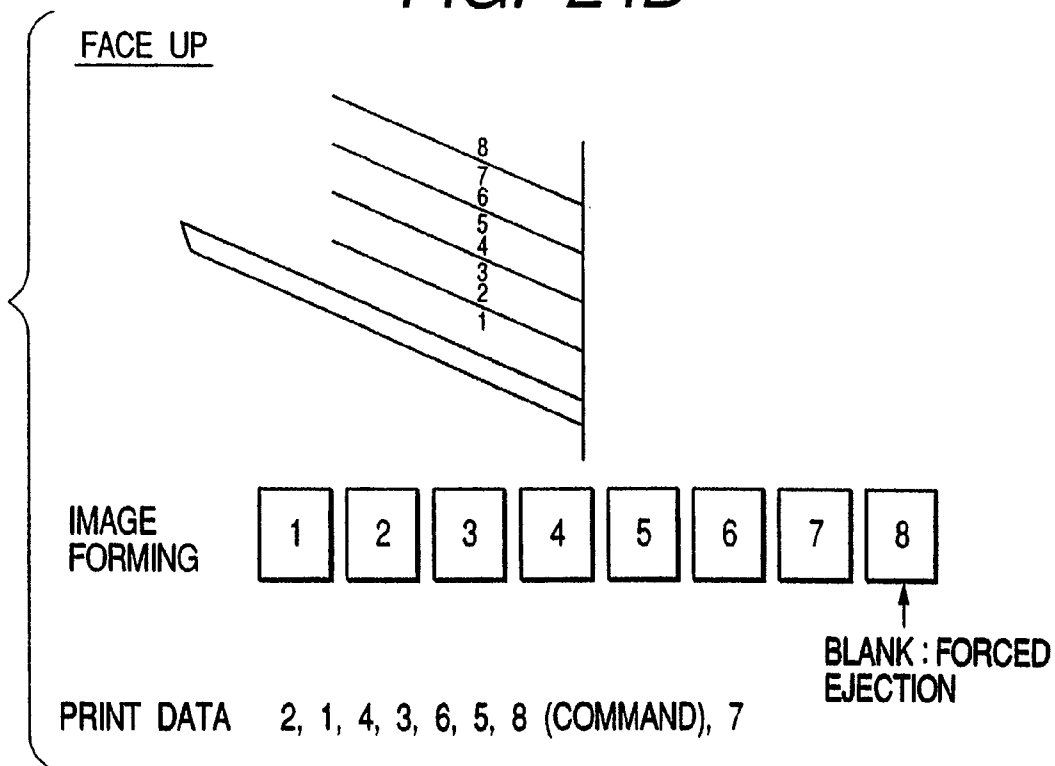 FACE UP
8
7
6
5
4
3
2
1
IMAGE
FORMING
1 2 3 4 5 6 7 8
BLANK : FORCED
EJECTION
PRINT DATA 2, 1, 4, 3, 6, 5, 8 (COMMAND), 7